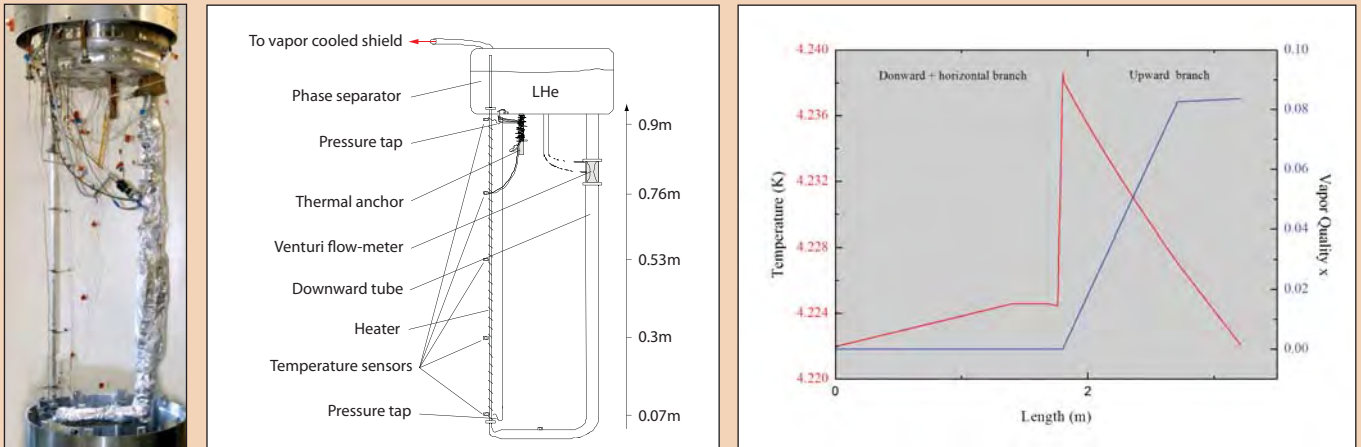 To vapor cooled shield
Phase separator
LHe
Pressure tap
Thermal anchor
Venturi flow-meter
Downward tube
Heater
Temperature sensors
Pressure tap
0.9m
0.76m
0.53m
0.3m
0.07m
4.240
4.236
4.232
4.228
4.224
4.220
Temperature (K)
Donward + horizontal branch
Upward branch
0.10
0.08
0.06
0.04
0.02
0.00
Vapor Quality x
0
2
Length (m)